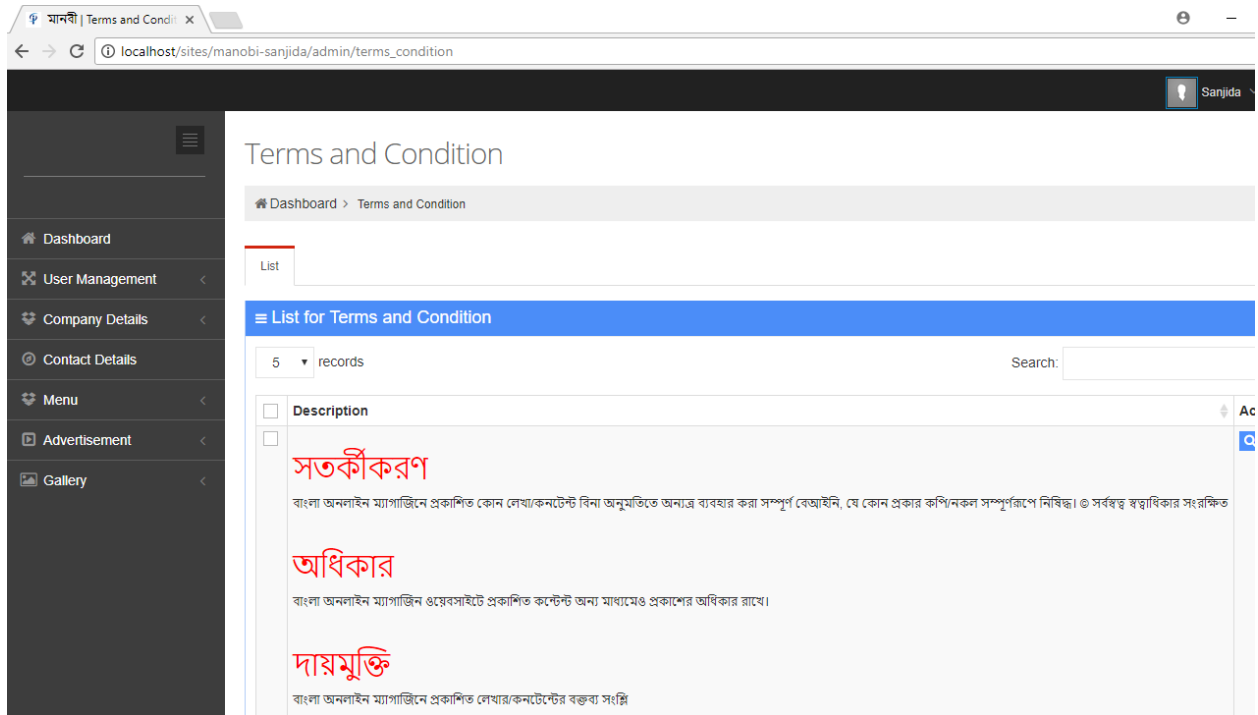 মানবী | Terms and Condit
localhost/sites/manobi-sanjida/admin/terms_condition
Sanjida
Terms and Condition
Dashboard > Terms and Condition
Dashboard
User Management
Company Details
Contact Details
Menu
Advertisement
Gallery
List
List for Terms and Condition
5 records
Search:
Description
Ac
সতর্কীকরণ
বাংলা অনলাইন ম্যাগাজিনে প্রকাশিত কোন লেখা/কনটেন্ট বিনা অনুমতিতে অন্যত্র ব্যবহার করা সম্পূর্ণ বেআইনি, যে কোন প্রকার কপি/নকল সম্পূর্ণরূপে নিষিদ্ধ। © সর্বস্বত্ব স্বত্বাধিকার সংরক্ষিত
অধিকার
বাংলা অনলাইন ম্যাগাজিন ওয়েবসাইটে প্রকাশিত কন্টেন্ট অন্য মাধ্যমেও প্রকাশের অধিকার রাখে।
দায়মুক্তি
বাংলা অনলাইন ম্যাগাজিনে প্রকাশিত লেখার/কনটেন্টের বক্তব্য সংশ্লি